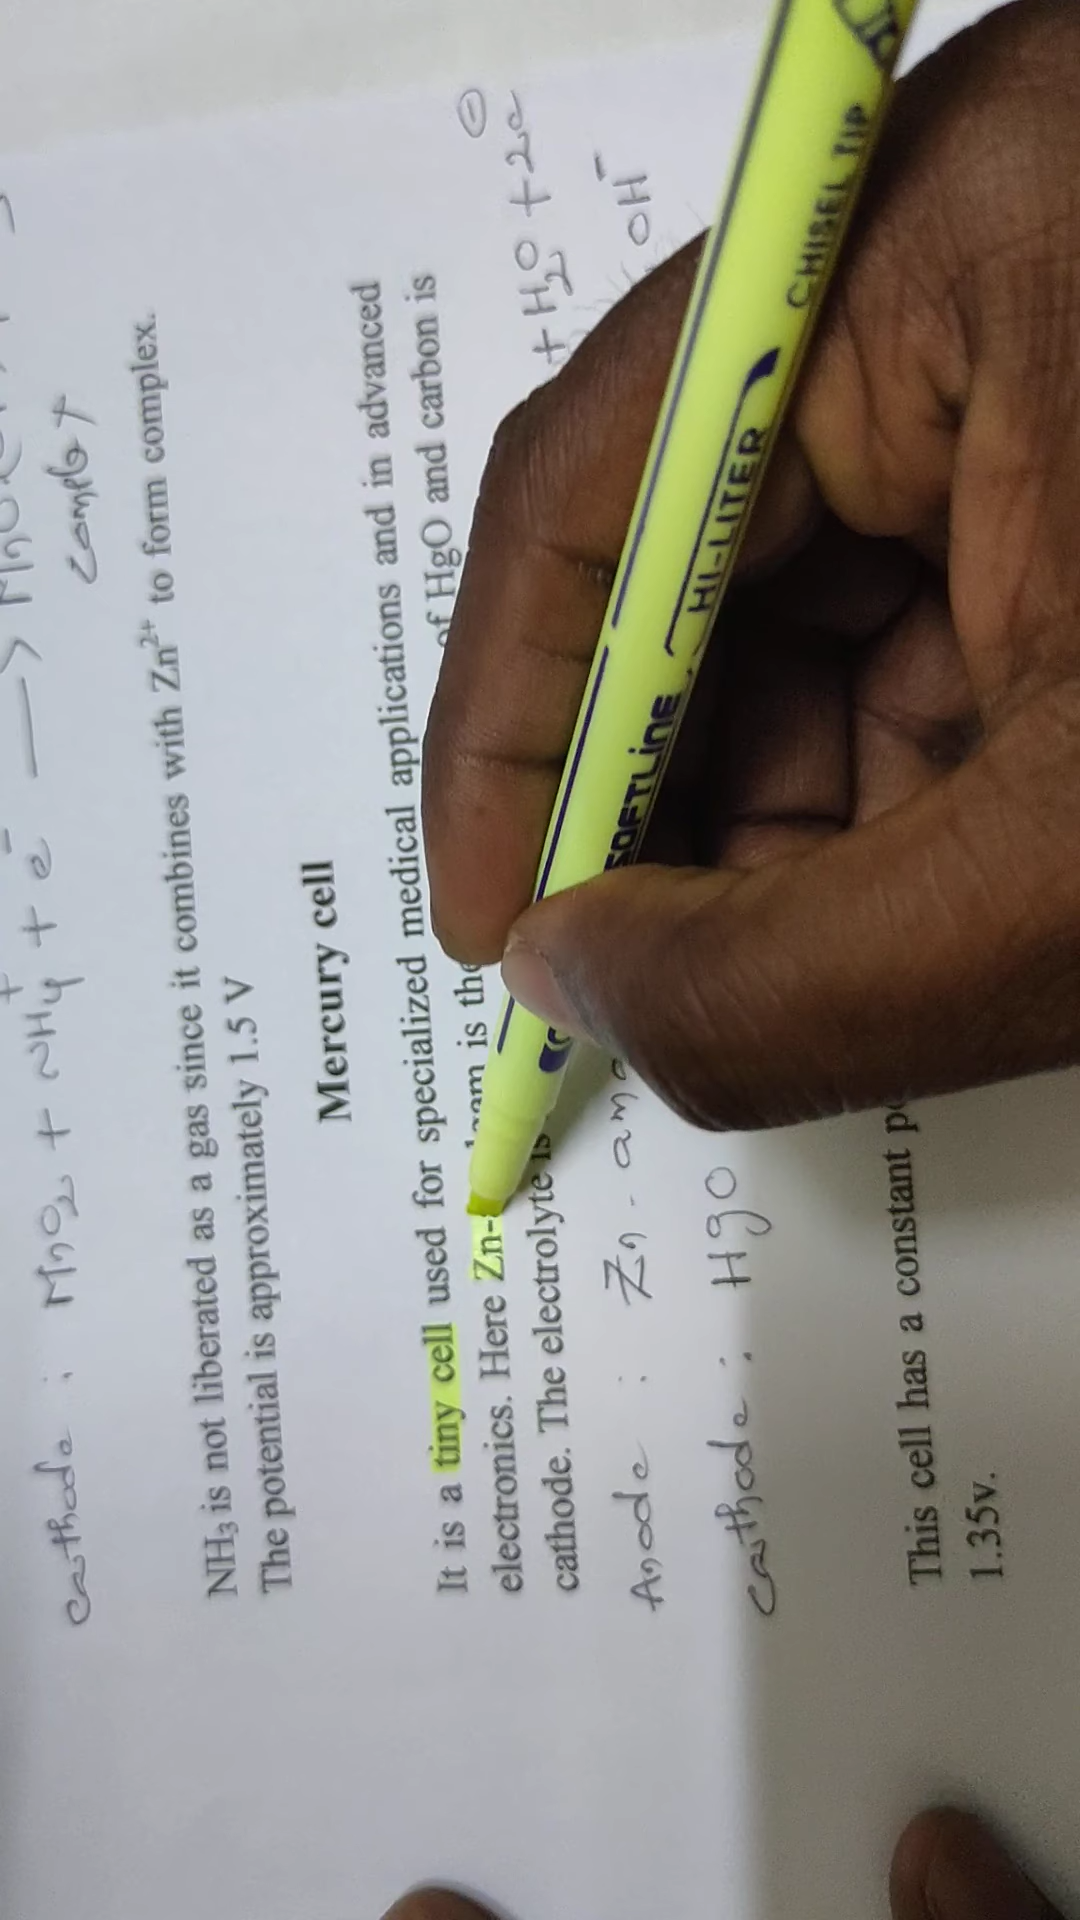 cathode : MnO2 + NH4+ + e- → MnO
complex
NH3 is not liberated as a gas since it combines with Zn2+ to form complex.
The potential is approximately 1.5 V
Mercury cell
It is a tiny cell used for specialized medical applications and in advanced
electronics. Here Zn- is the of HgO and carbon is
cathode. The electrolyte is
Anode : Zn-ama + H2O + 2e⊖
cathode : HgO OH-
This cell has a constant
1.35v.
SOFTLINE HI-LITER CHISEL TIP